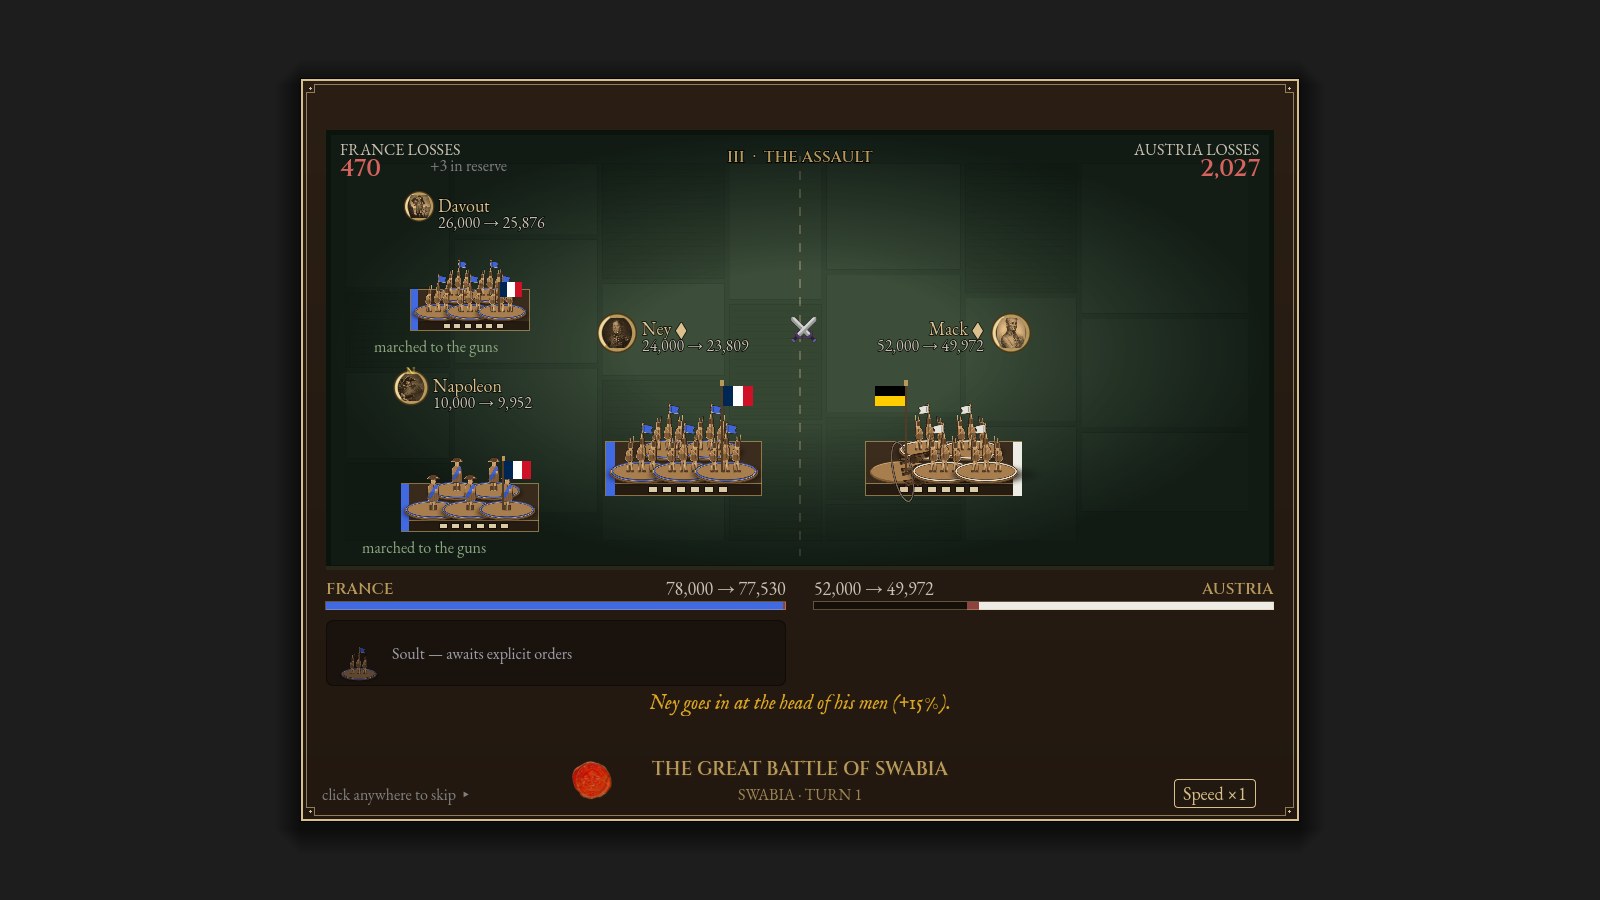 FRANCE LOSSES
470
+3 in reserve
III · THE ASSAULT
AUSTRIA LOSSES
2,027
Davout
26,000 → 25,876
marched to the guns
Napoleon
10,000 → 9,952
marched to the guns
Ney
24,000 → 23,809
Mack
52,000 → 49,972
FRANCE
78,000 → 77,530
52,000 → 49,972
AUSTRIA
Soult — awaits explicit orders
Ney goes in at the head of his men (+15%).
THE GREAT BATTLE OF SWABIA
SWABIA · TURN 1
click anywhere to skip ▸
Speed ×1